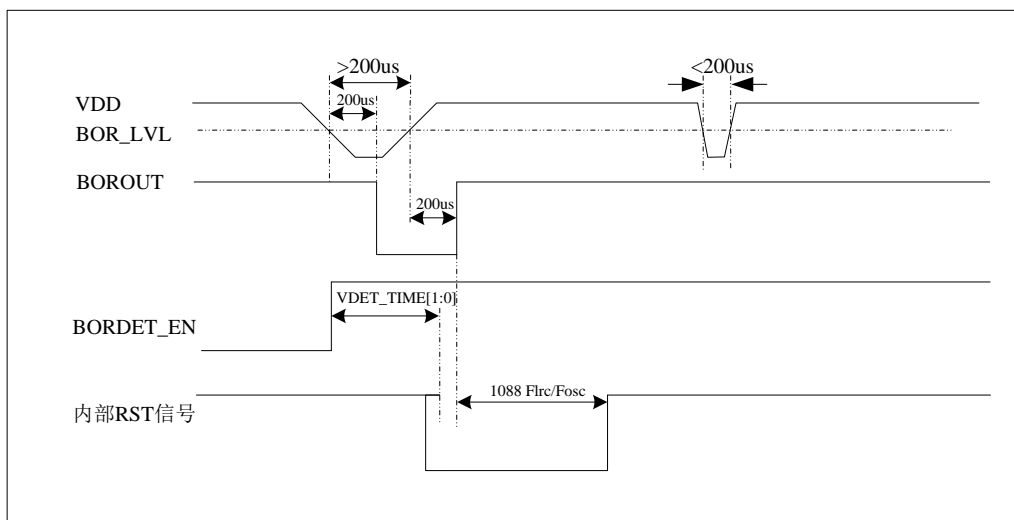 >200us
<200us
200us
VDD
BOR_LVL
BOROUT
200us
VDET_TIME[1:0]
BORDET_EN
1088 Flrc/Fosc
内部RST信号